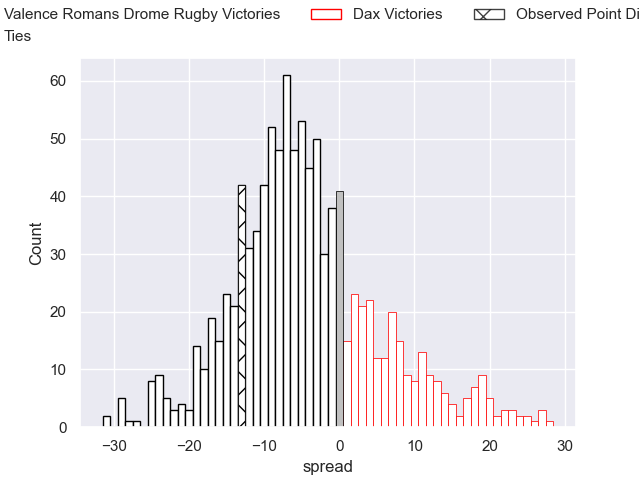 Valence Romans Drome Rugby Victories Dax Victories Observed Point Di
Ties
60
50
40
30
20
10
0
Count
−30 −20 −10 0 10 20 30
spread